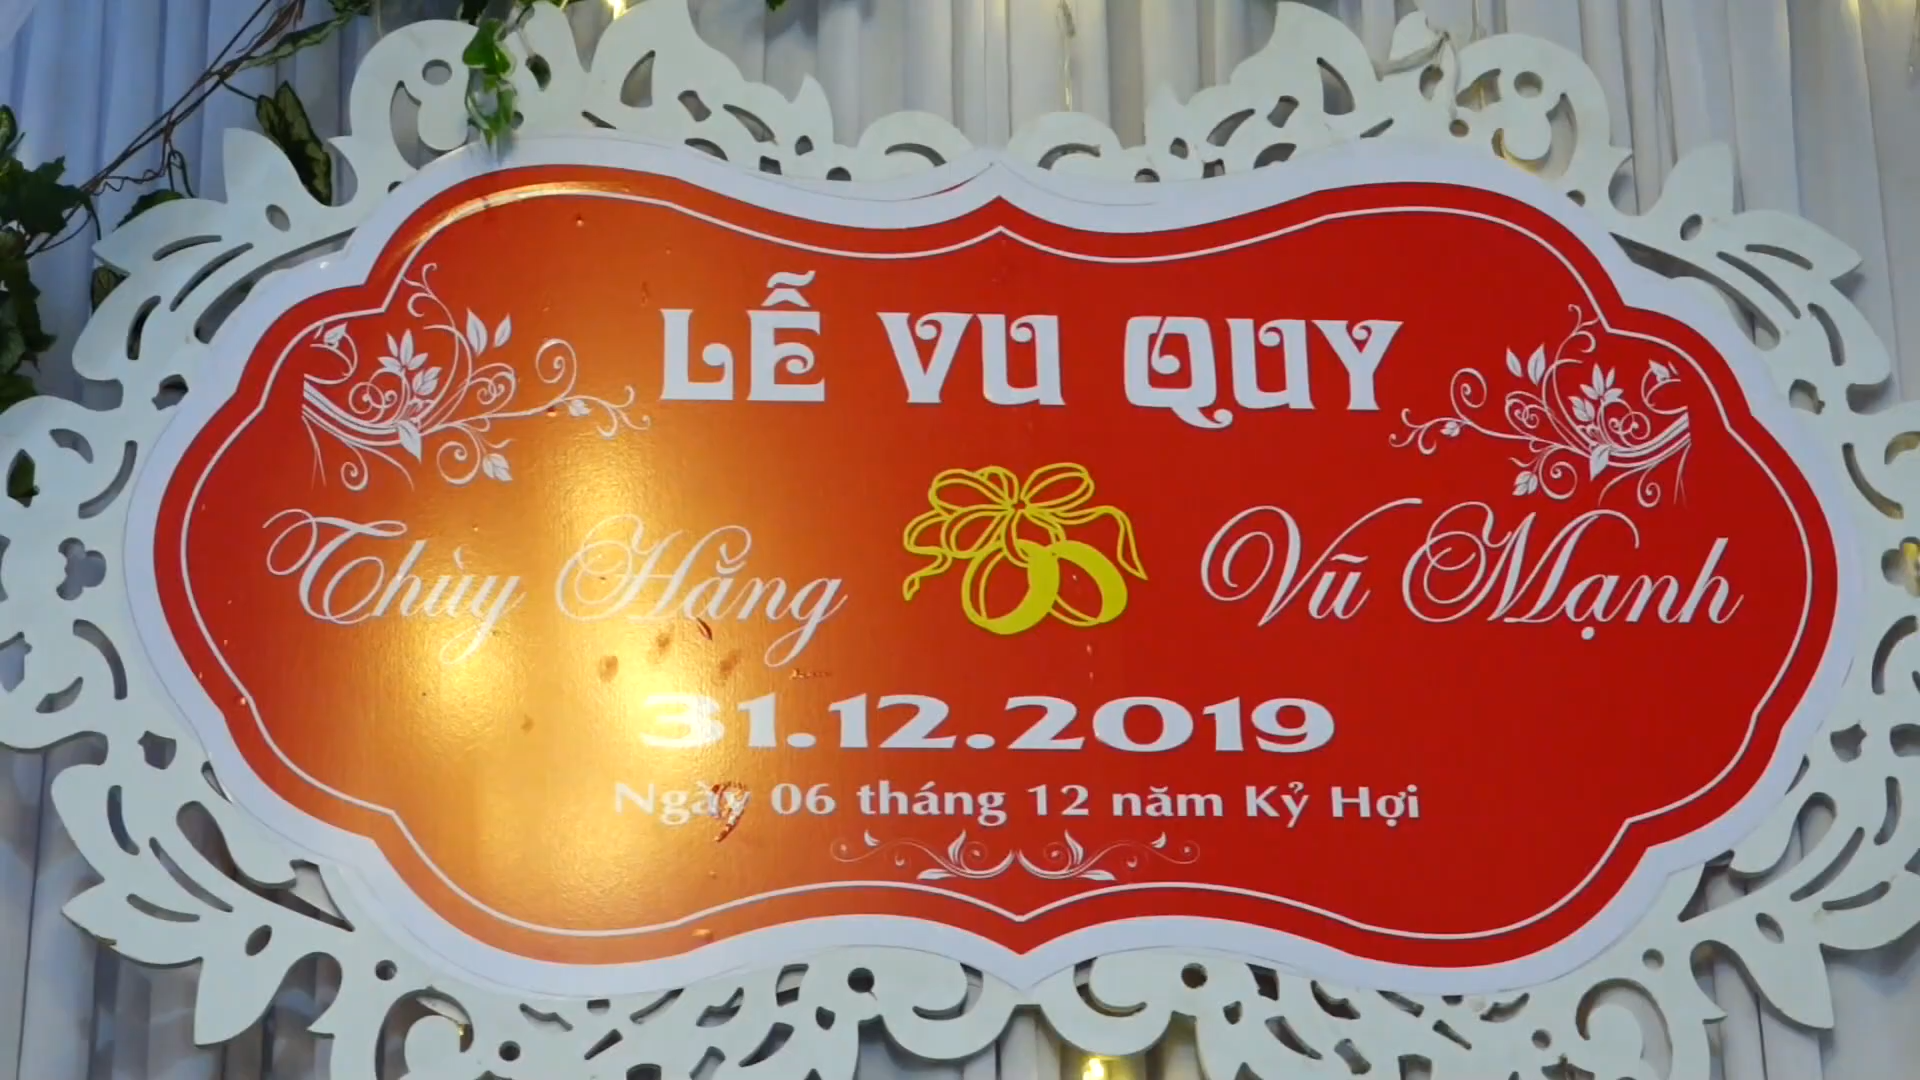 LỄ VU QUY
Thùy Hằng Vũ Mạnh
31.12.2019
Ngày 06 tháng 12 năm Kỷ Hợi